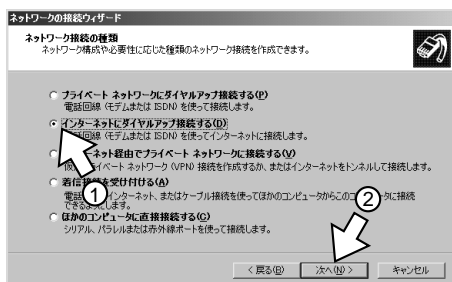 ネットワークの接続ウィザード
ネットワーク接続の種類
ネットワーク構成や必要性に応じた種類のネットワーク接続を作成できます。
プライベート ネットワークにダイヤルアップ接続する(P)
電話回線 (モデムまたは ISDN) を使って接続します。
インターネットにダイヤルアップ接続する(D)
回線 (モデムまたは ISDN) を使ってインターネットに接続します。
ネット経由でプライベート ネットワークに接続する(V)
イベート ネットワーク (VPN) 接続を作成するか、またはインターネットをトンネルして接続します。
着信接続を受け付ける(A)
電話 インターネット、またはケーブル接続を使ってほかのコンピュータからこのコン タに接続
できるようにします。
ほかのコンピュータに直接接続する(C)
シリアル、パラレルまたは赤外線ポートを使って接続します。
1
2
< 戻る(B)
次へ(N) >
キャンセル